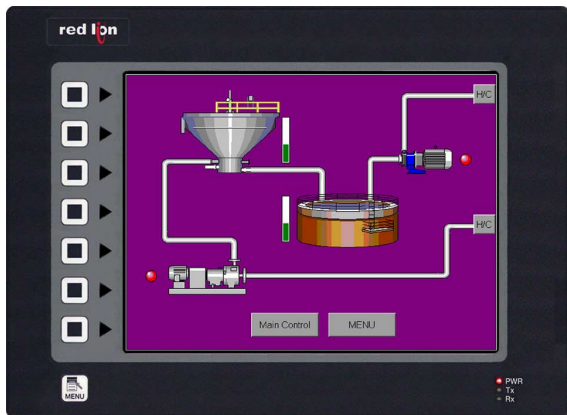 red lion
H/C
H/C
Main Control
MENU
MENU
PWR
Tx
Rx